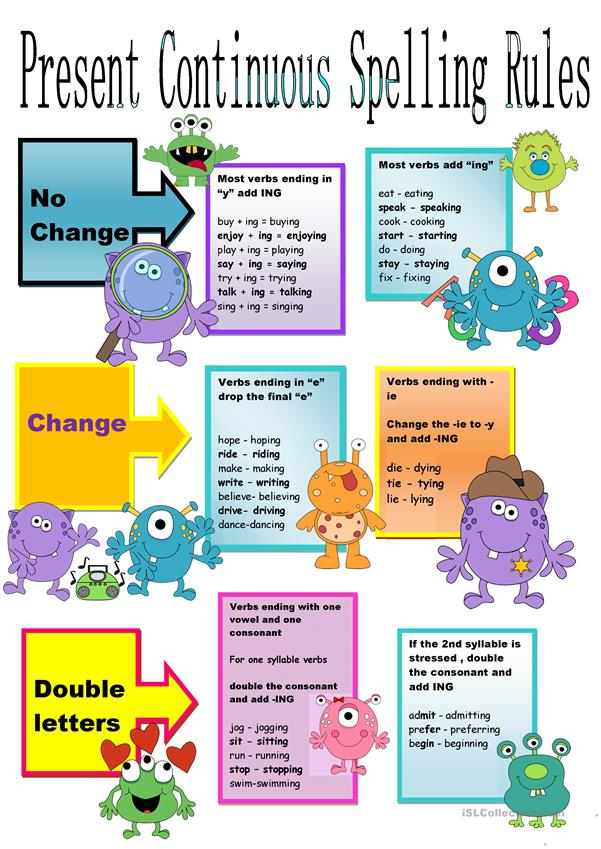 Present Continuous Spelling Rules
No
Change
Most verbs ending in
“y” add ING
buy + ing = buying
enjoy + ing = enjoying
play + ing = playing
say + ing = saying
try + ing = trying
talk + ing = talking
sing + ing = singing
Most verbs add “ing”
eat - eating
speak - speaking
cook - cooking
start - starting
do - doing
stay - staying
fix - fixing
Change
Verbs ending in “e”
drop the final “e”
hope - hoping
ride - riding
make - making
write - writing
believe- believing
drive- driving
dance-dancing
Verbs ending with -
ie
Change the -ie to -y
and add -ING
die - dying
tie - tying
lie - lying
Double
letters
Verbs ending with one
vowel and one
consonant
For one syllable verbs
double the consonant
and add -ING
jog - jogging
sit - sitting
run - running
stop - stopping
swim-swimming
If the 2nd syllable is
stressed , double
the consonant and
add ING
admit - admitting
prefer - preferring
begin - beginning